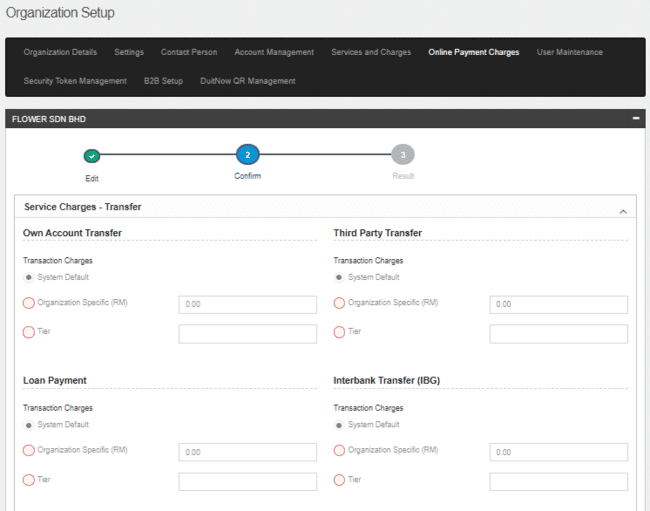 Organization Setup
Organization Details Settings Contact Person Account Management Services and Charges Online Payment Charges User Maintenance
Security Token Management B2B Setup DuitNow QR Management
FLOWER SDN BHD
2 3
Edit Confirm Result
Service Charges - Transfer
Own Account Transfer Third Party Transfer
Transaction Charges Transaction Charges
System Default System Default
Organization Specific (RM) 0.00 Organization Specific (RM) 0.00
Tier Tier
Loan Payment Interbank Transfer (IBG)
Transaction Charges Transaction Charges
System Default System Default
Organization Specific (RM) 0.00 Organization Specific (RM) 0.00
Tier Tier